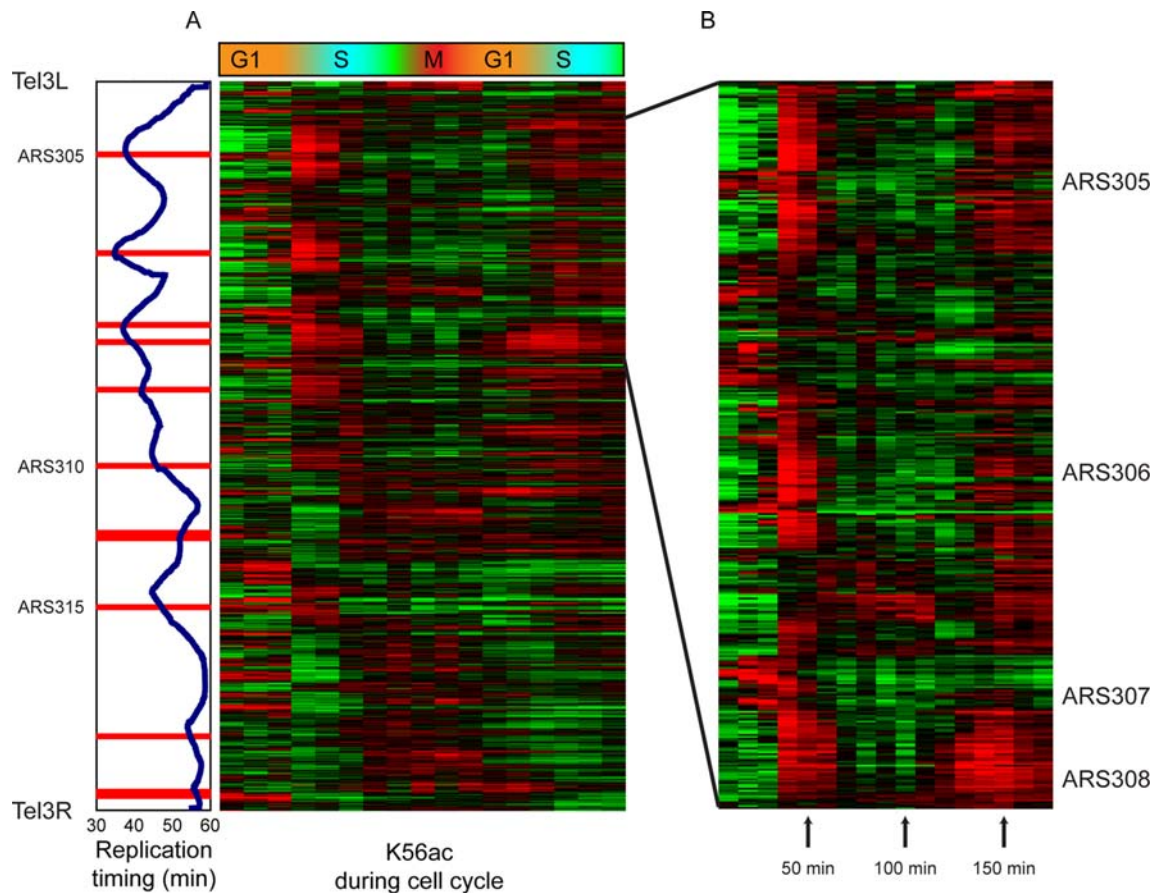 A
B
G1 S M G1 S
Tel3L
ARS305
ARS310
ARS315
Tel3R
30 40 50 60
Replication
timing (min)
K56ac
during cell cycle
ARS305
ARS306
ARS307
ARS308
50 min 100 min 150 min